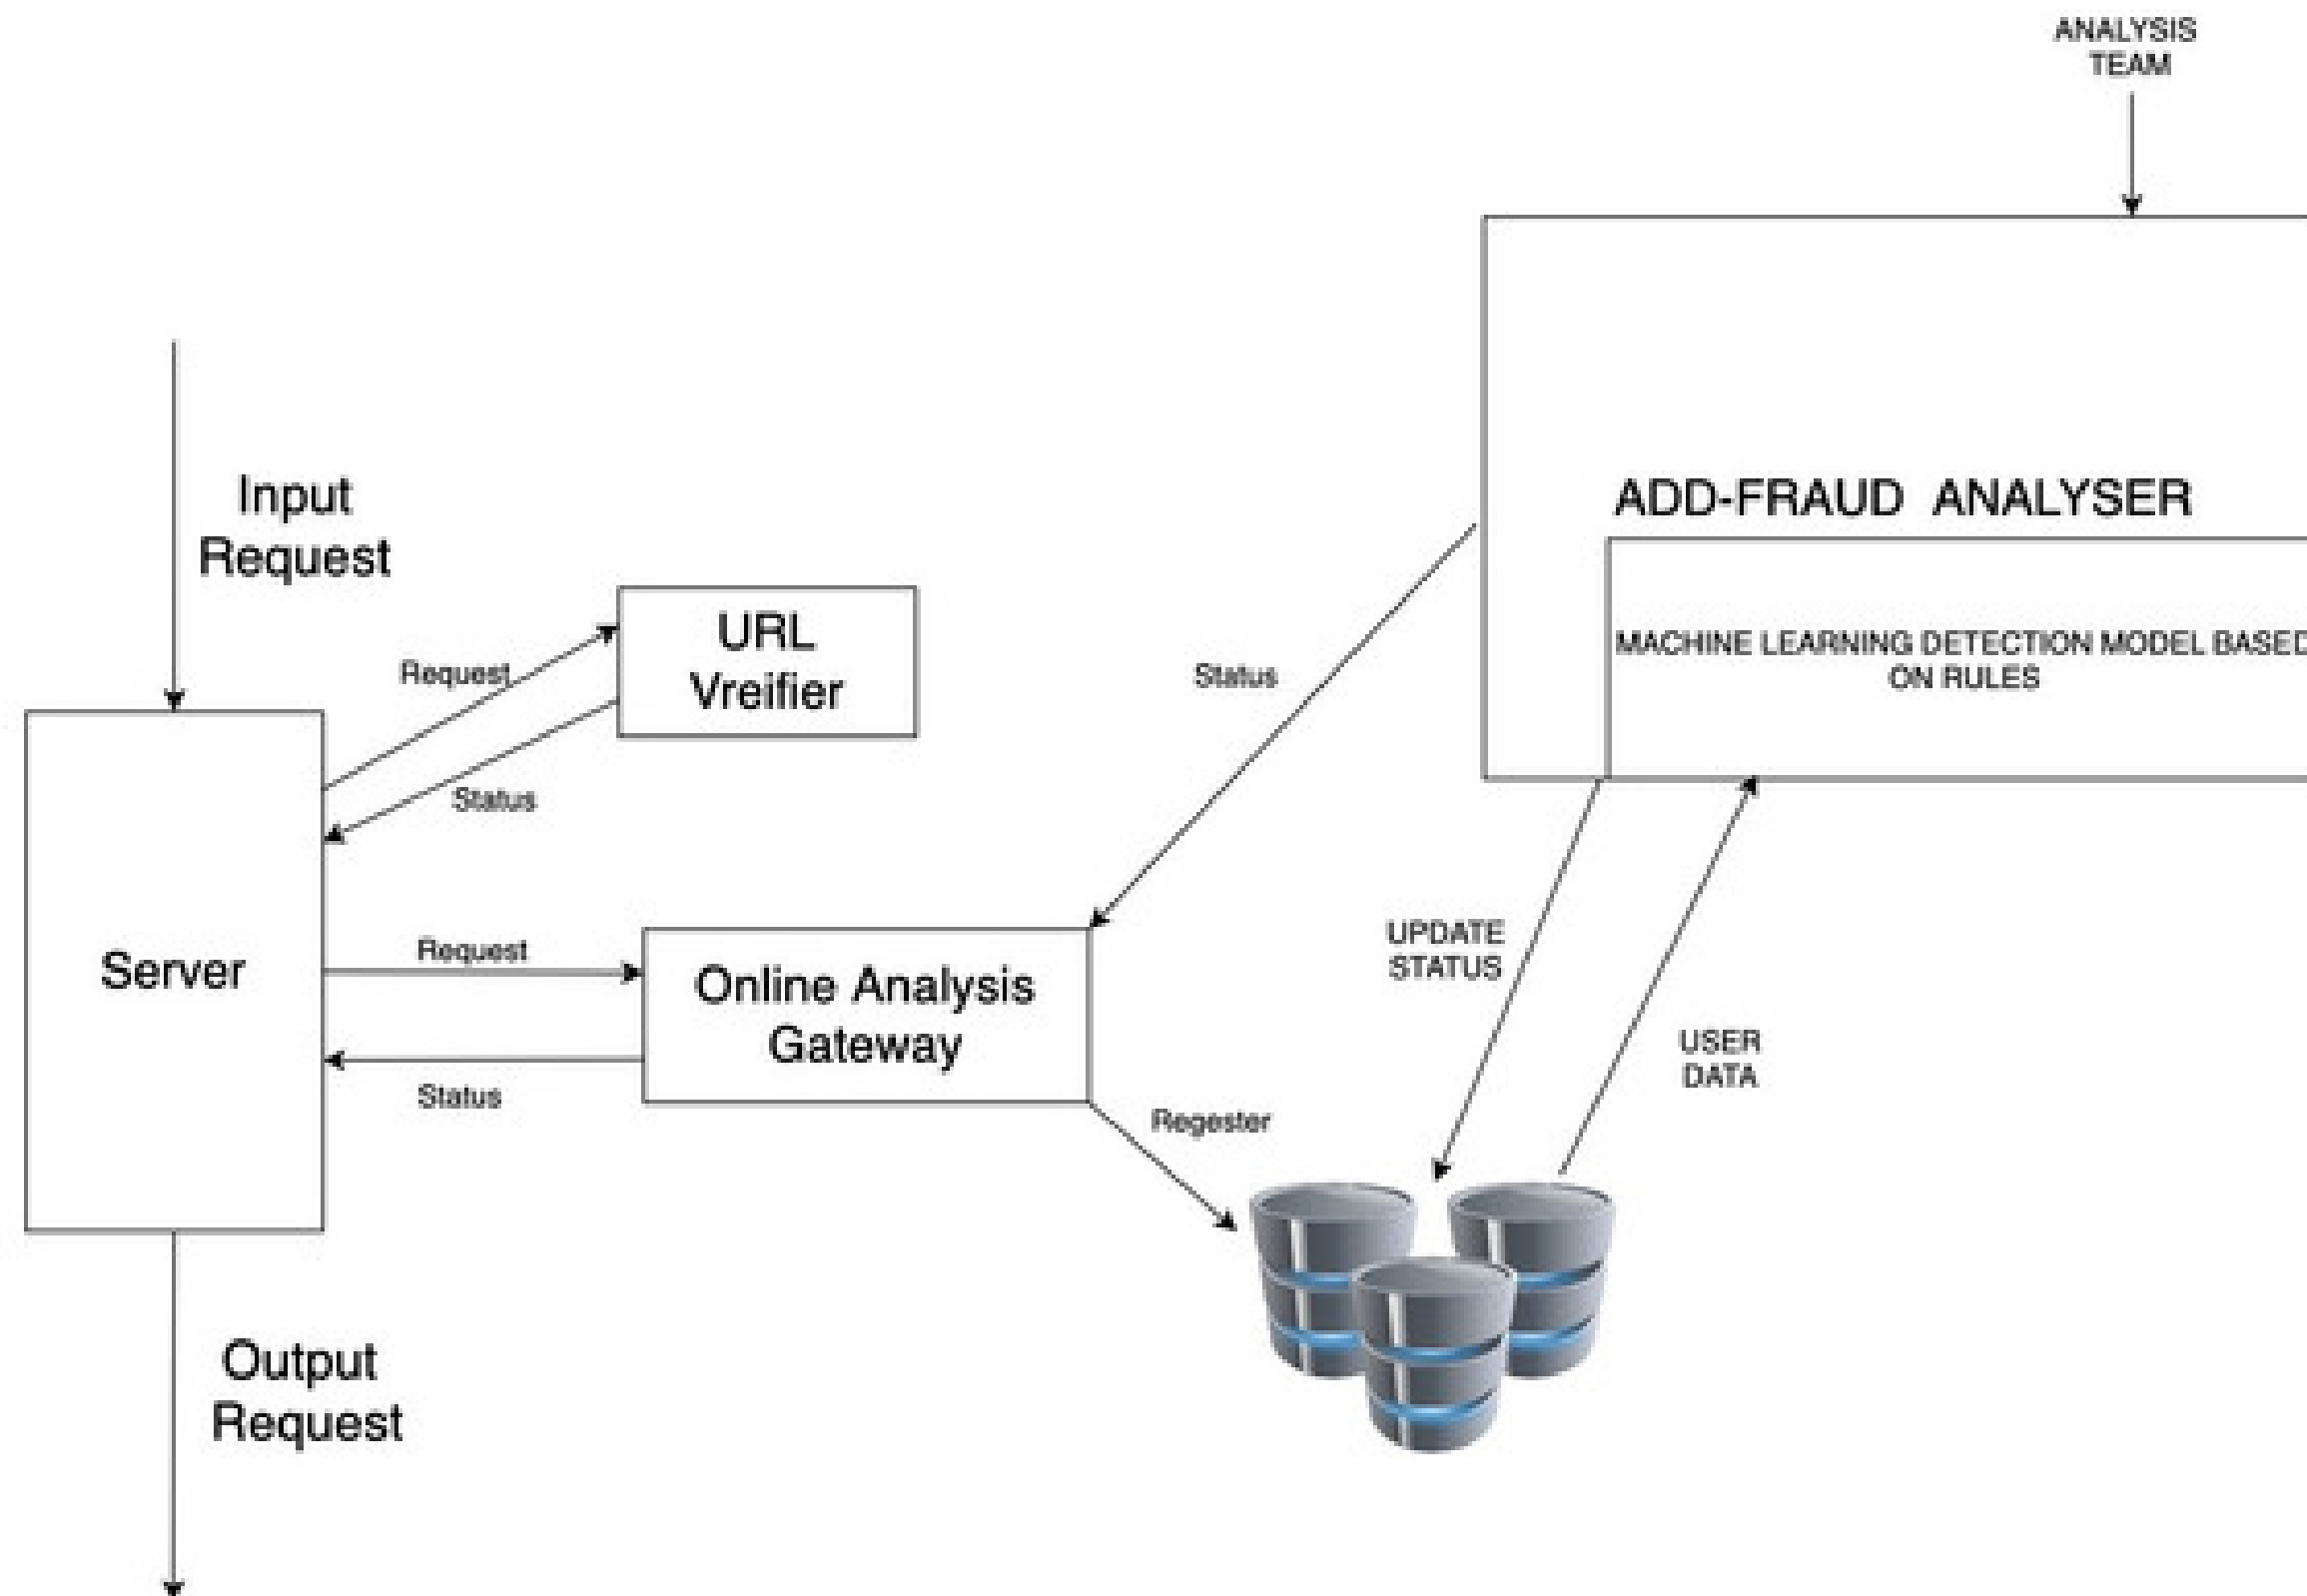 ANALYSIS
TEAM
Input
Request
ADD-FRAUD ANALYSER
MACHINE LEARNING DETECTION MODEL BASED
ON RULES
URL
Vreifier
Request
Status
Status
Server
Request
Online Analysis
Gateway
Status
UPDATE
STATUS
USER
DATA
Regester
Output
Request